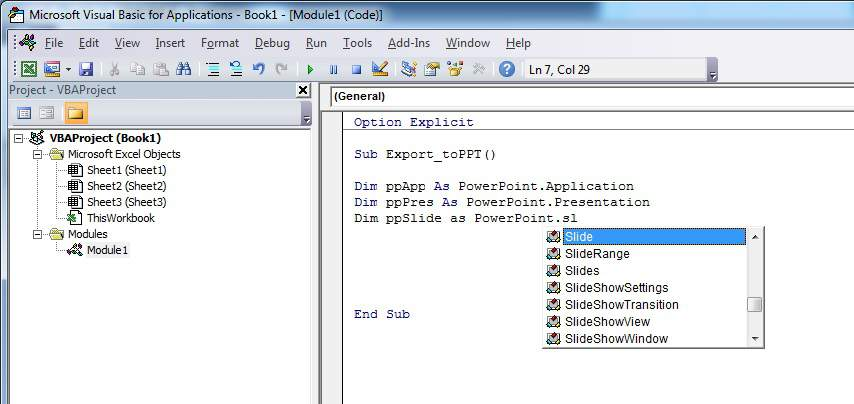 Microsoft Visual Basic for Applications - Book1 - [Module1 (Code)]
File Edit View Insert Format Debug Run Tools Add-Ins Window Help
Ln 7, Col 29
Project - VBAProject
(General)
VBAProject (Book1)
Microsoft Excel Objects
Sheet1 (Sheet1)
Sheet2 (Sheet2)
Sheet3 (Sheet3)
ThisWorkbook
Modules
Module1
Option Explicit
Sub Export_toPPT()
Dim ppApp As PowerPoint.Application
Dim ppPres As PowerPoint.Presentation
Dim ppSlide as PowerPoint.sl
Slide
SlideRange
Slides
SlideShowSettings
SlideShowTransition
SlideShowView
SlideShowWindow
End Sub